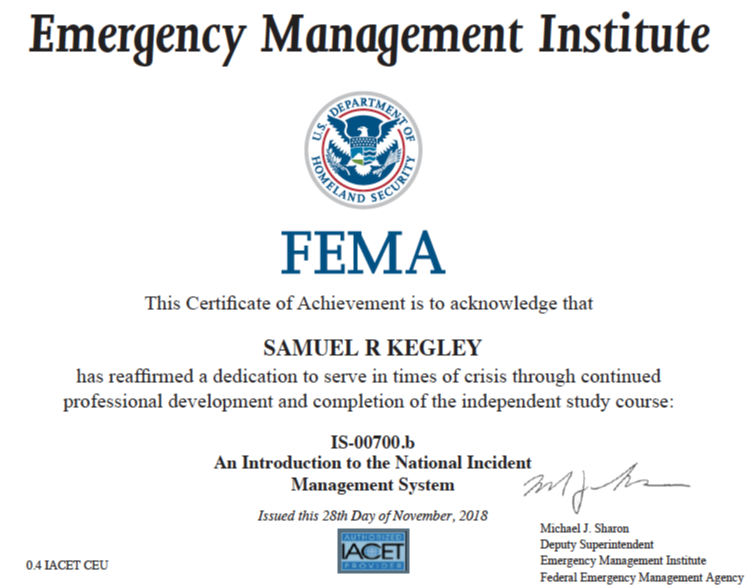 Emergency Management Institute
U.S. DEPARTMENT OF
HOMELAND SECURITY
FEMA
This Certificate of Achievement is to acknowledge that
SAMUEL R KEGLEY
has reaffirmed a dedication to serve in times of crisis through continued
professional development and completion of the independent study course:
IS-00700.b
An Introduction to the National Incident
Management System
Issued this 28th Day of November, 2018
AUTHORIZED
IACET
PROVIDER
Michael J. Sharon
Deputy Superintendent
Emergency Management Institute
Federal Emergency Management Agency
0.4 IACET CEU